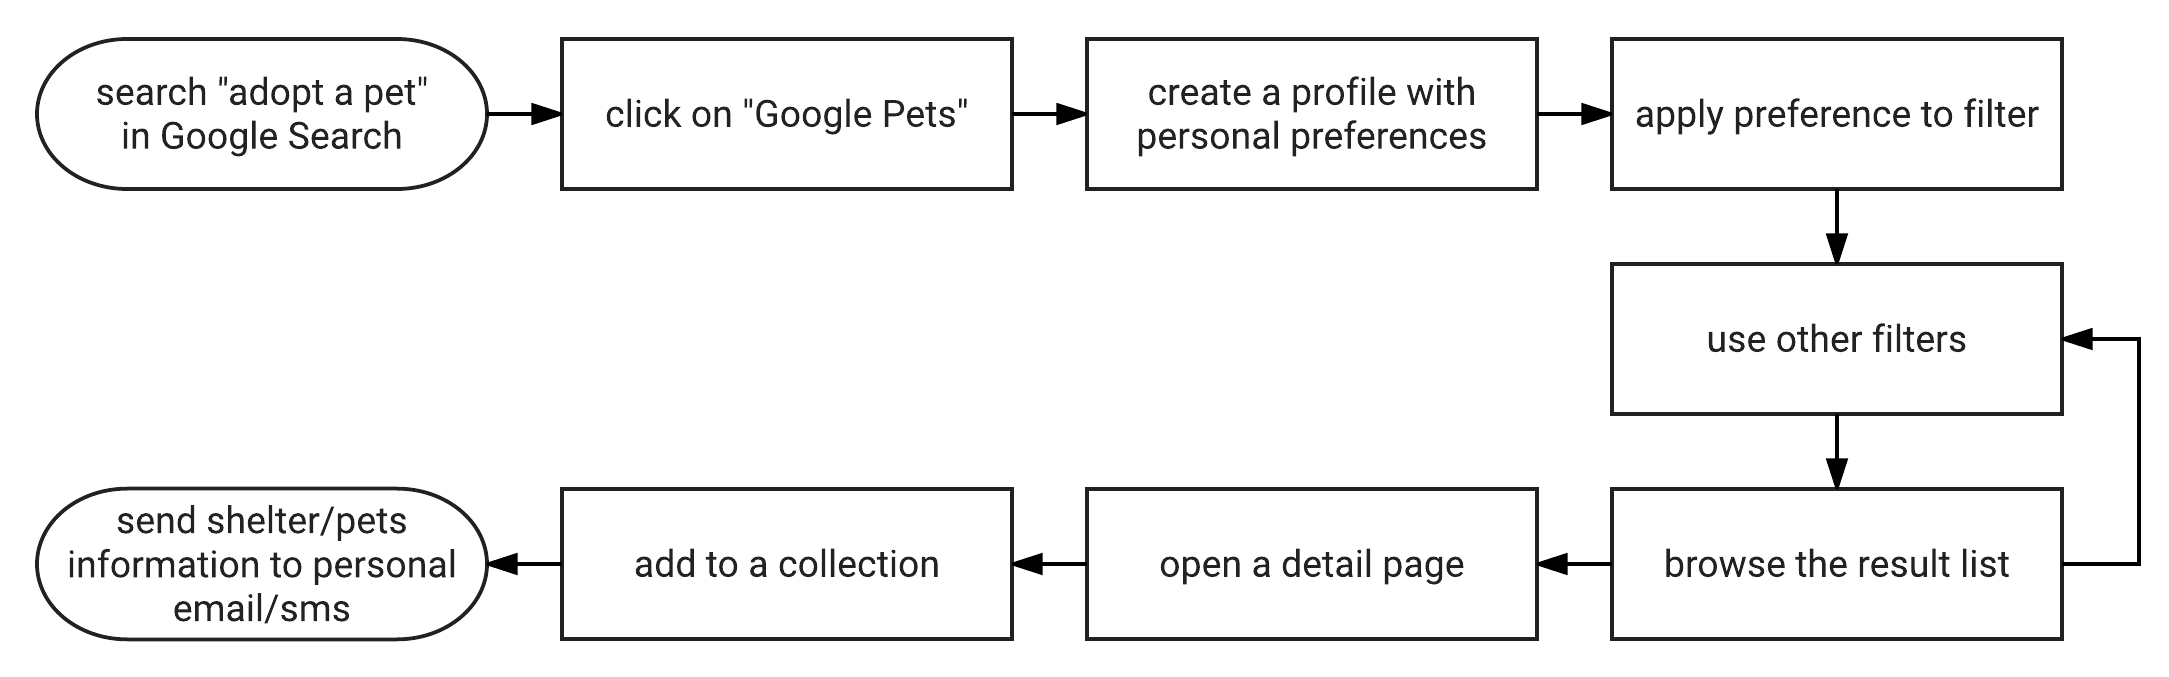 search "adopt a pet"
in Google Search
click on "Google Pets"
create a profile with
personal preferences
apply preference to filter
use other filters
browse the result list
open a detail page
add to a collection
send shelter/pets
information to personal
email/sms